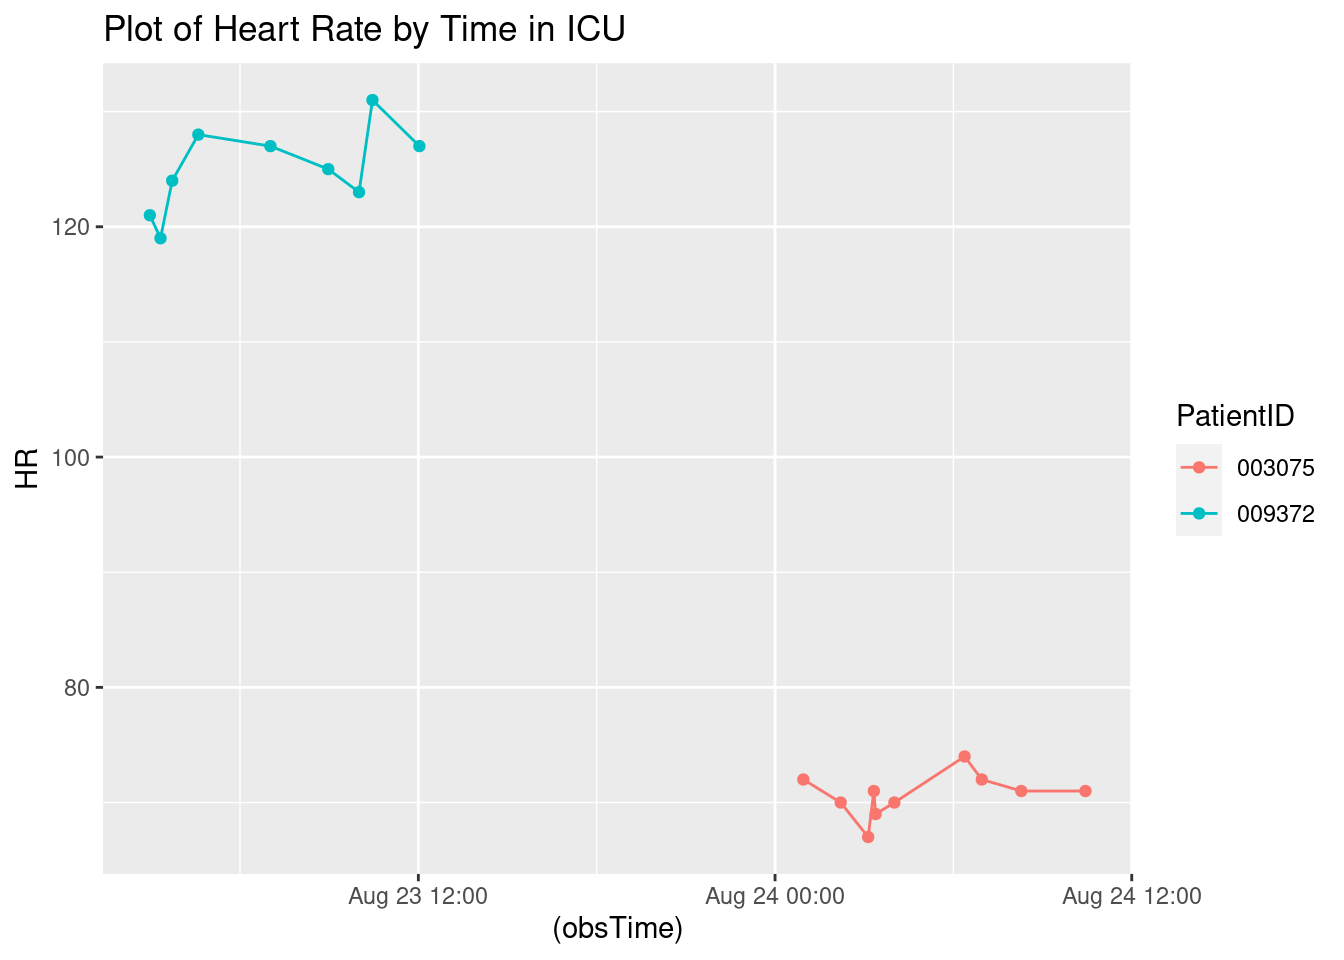 Plot of Heart Rate by Time in ICU
120
100
80
HR
Aug 23 12:00
Aug 24 00:00
Aug 24 12:00
(obsTime)
PatientID
003075
009372